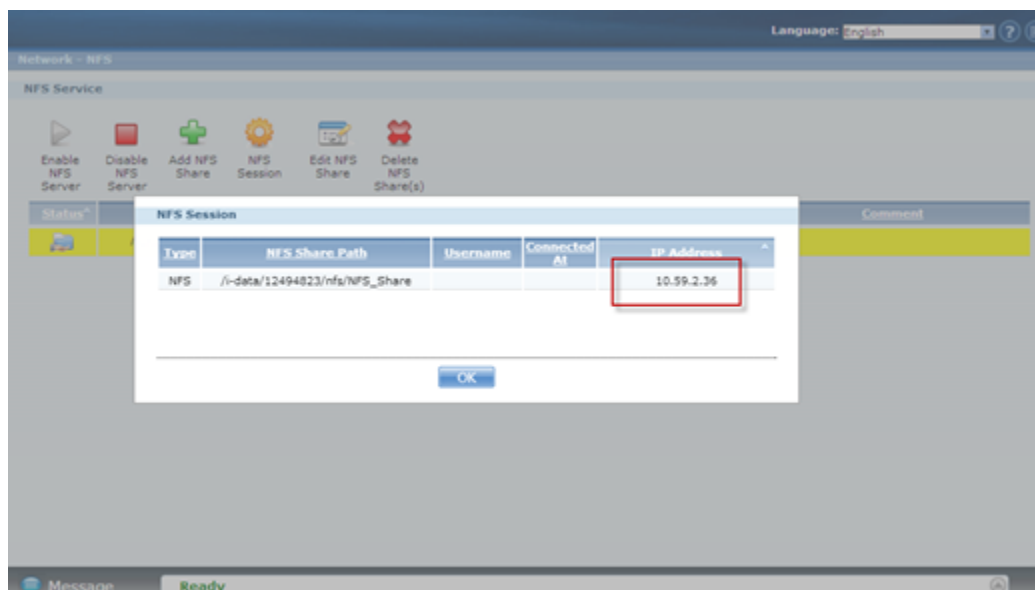 Language: English
Network - NFS
NFS Service
Enable NFS Server
Disable NFS Server
Add NFS Share
NFS Session
Edit NFS Share
Delete NFS Share(s)
Status^ Comment
NFS Session
Type NFS Share Path Username Connected At IP Address ^
NFS /i-data/12494823/nfs/NFS_Share 10.59.2.36
OK
Message Ready